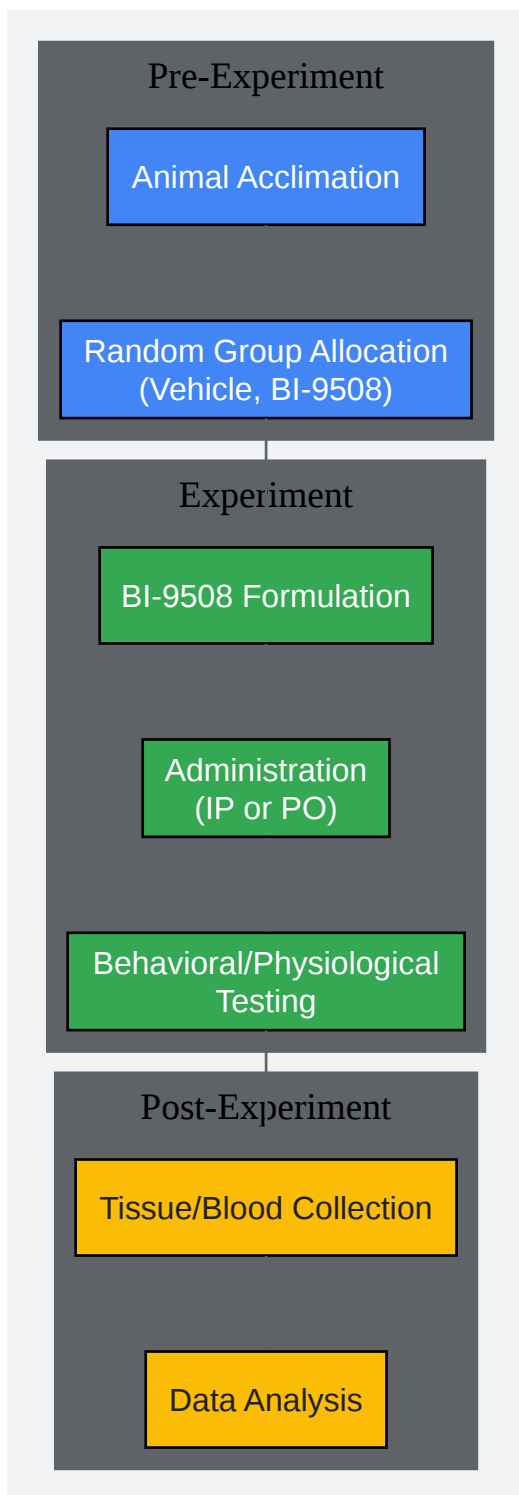 Pre-Experiment
Animal Acclimation
Random Group Allocation
(Vehicle, BI-9508)
Experiment
BI-9508 Formulation
Administration
(IP or PO)
Behavioral/Physiological
Testing
Post-Experiment
Tissue/Blood Collection
Data Analysis